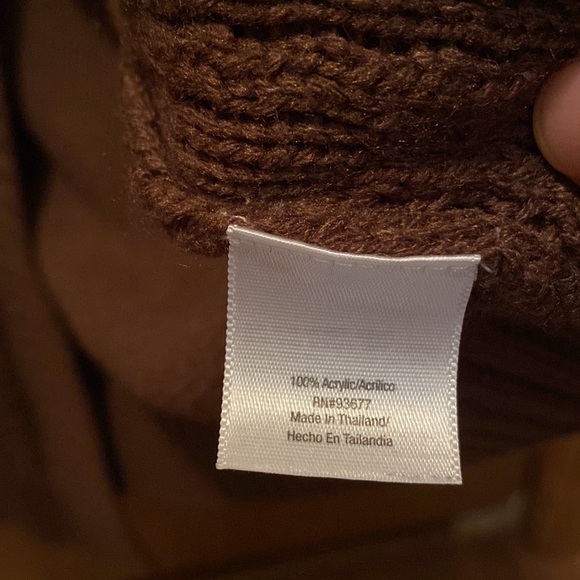 100% Acrylic/Acrilico
RN#93677
Made In Thailand/
Hecho En Tailandia